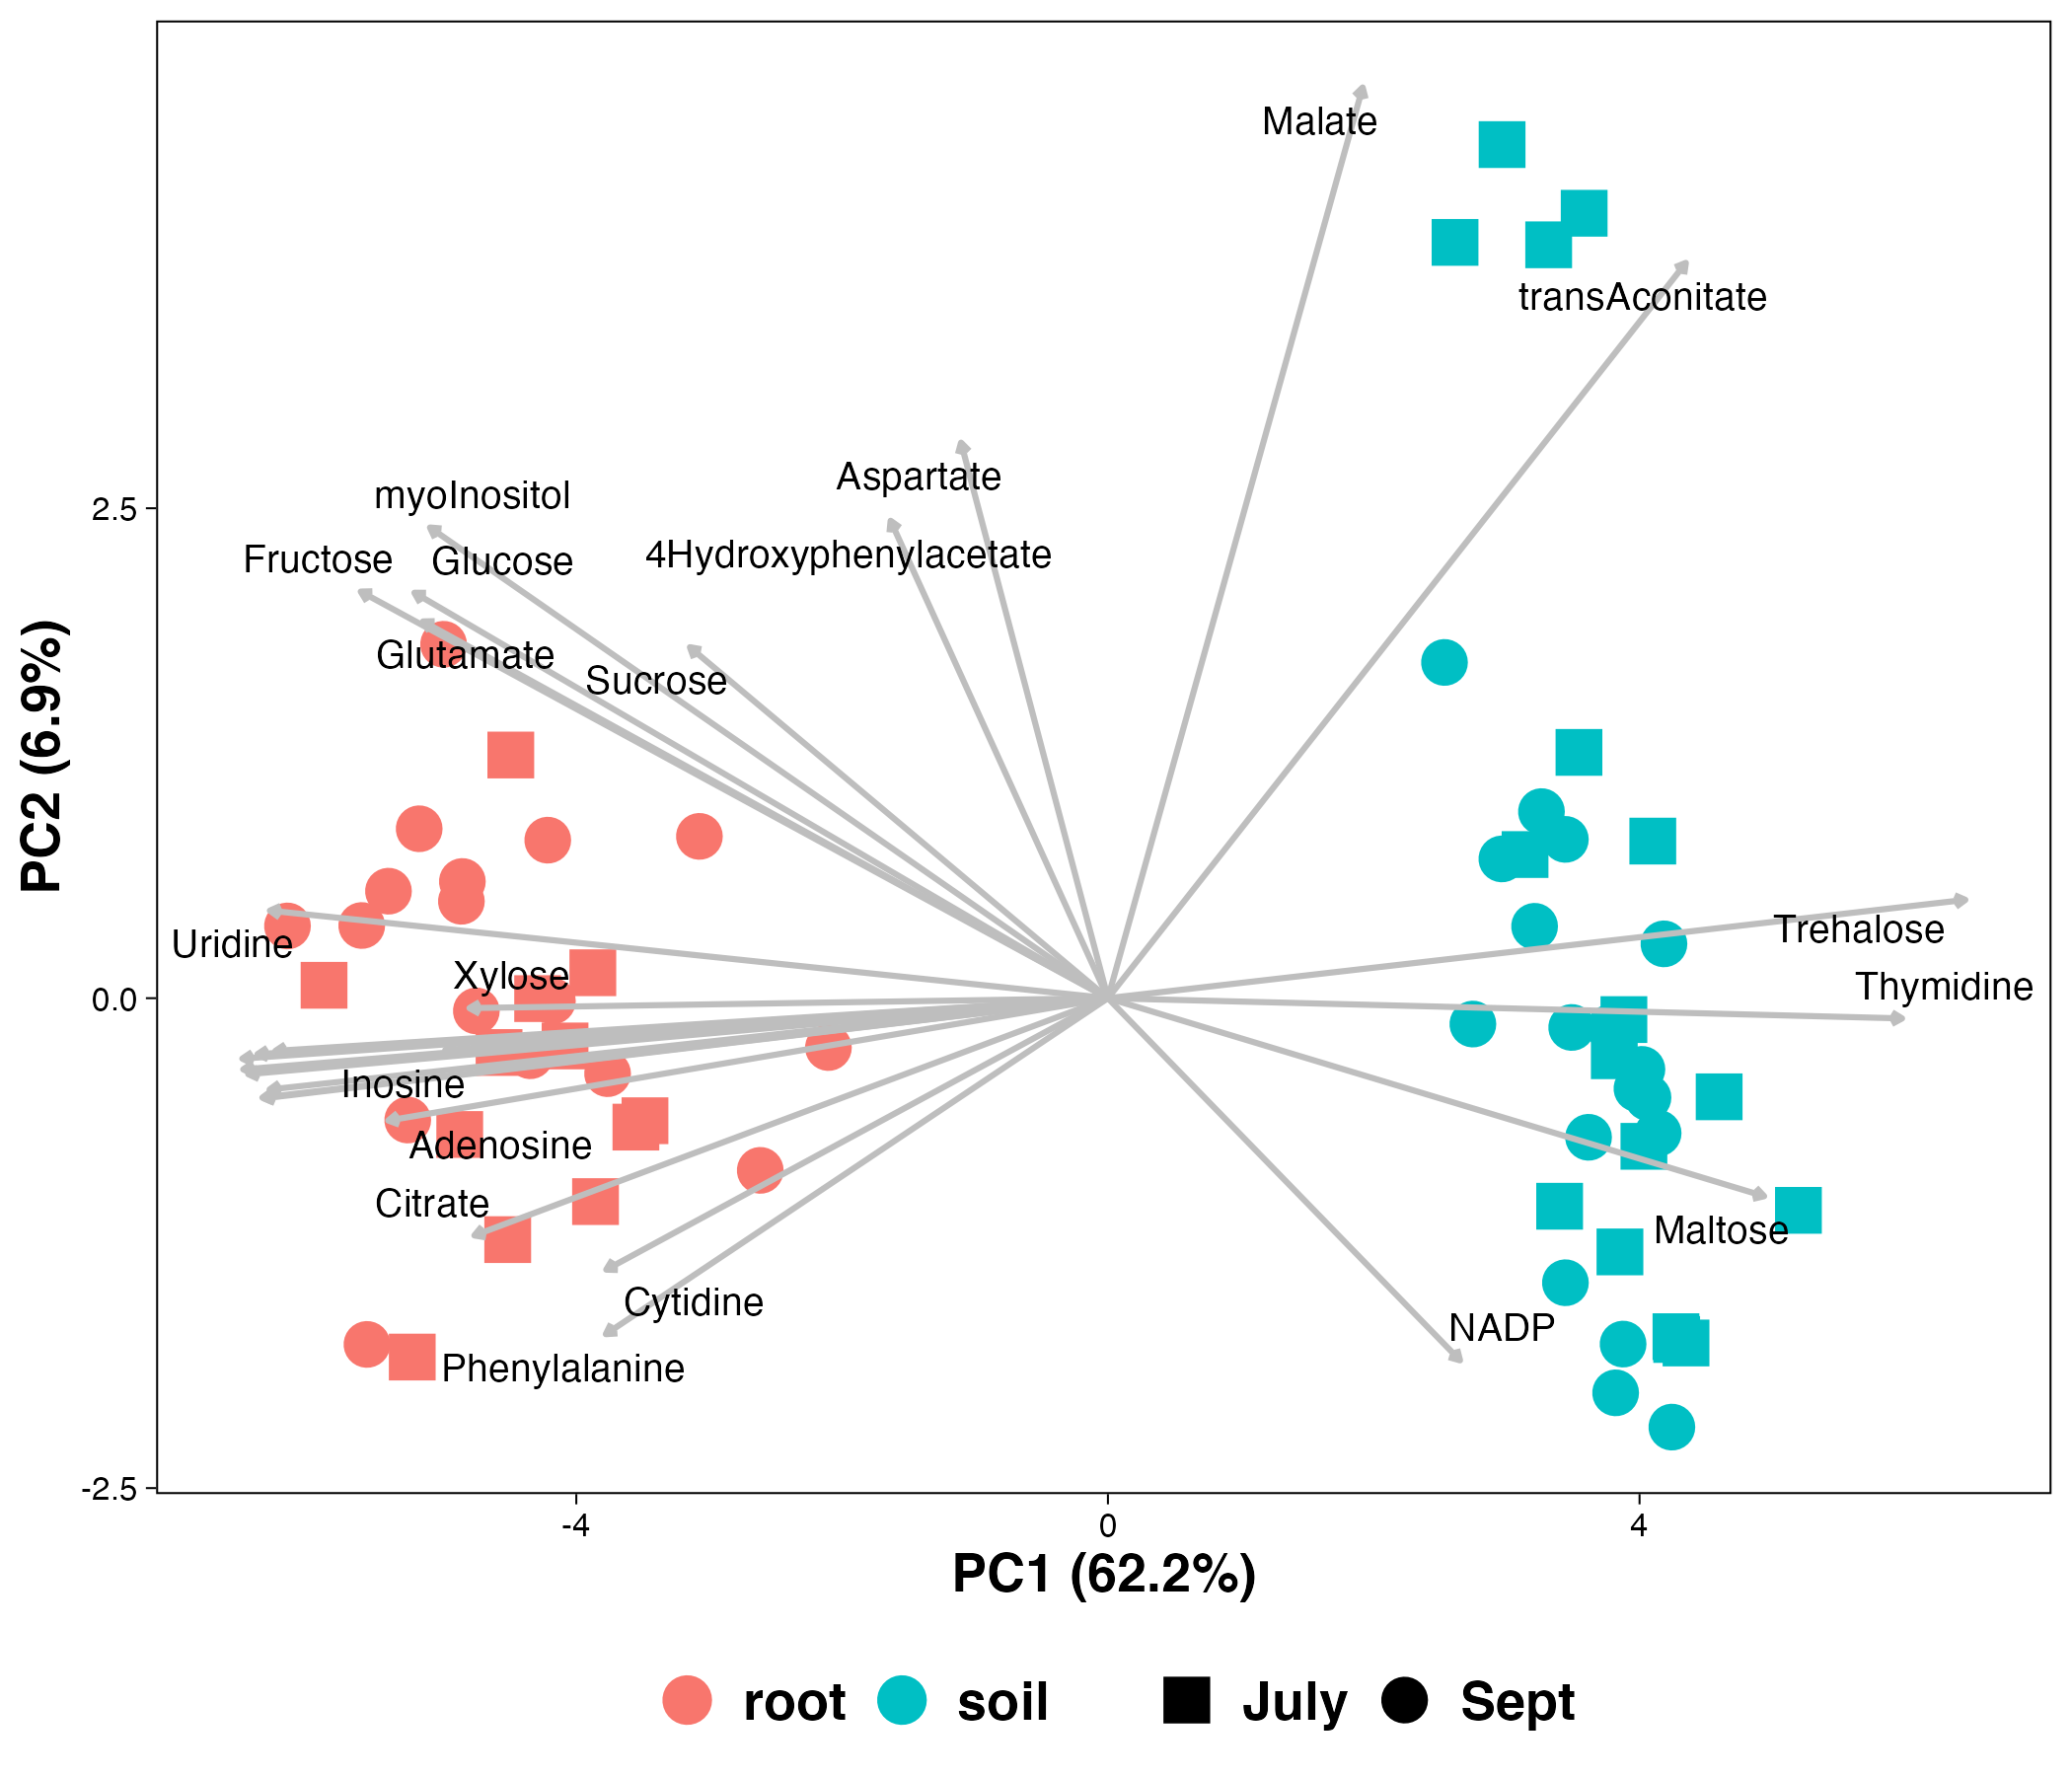 Malate
transAconitate
Aspartate
myoInositol
4Hydroxyphenylacetate
Fructose
Glucose
Glutamate
Sucrose
Uridine
Trehalose
Xylose
Thymidine
Inosine
Adenosine
Citrate
Maltose
Cytidine
NADP
Phenylalanine
2.5
0.0
-2.5
PC2 (6.9%)
-4 0 4
PC1 (62.2%)
root soil July Sept